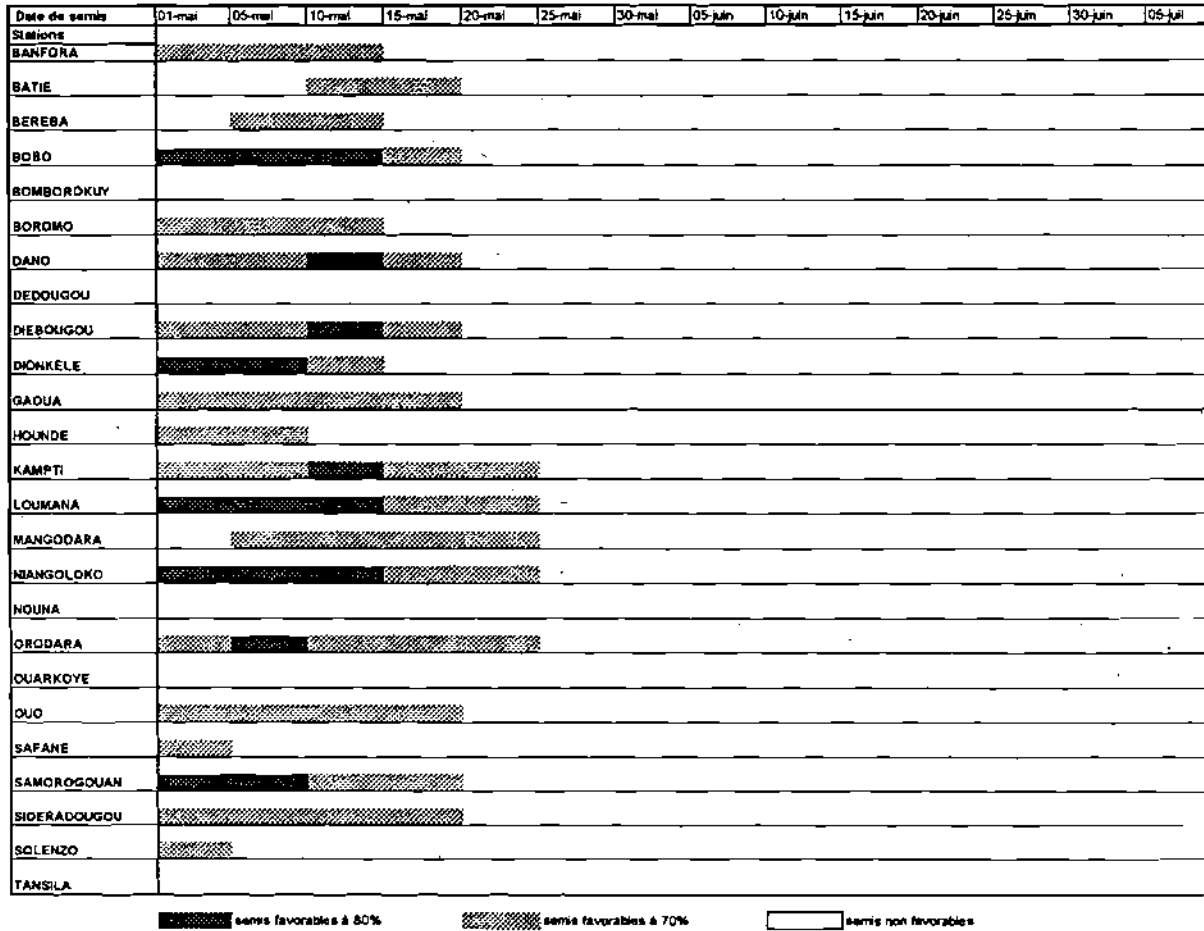 Date de semis 01-mai 05-mai 10-mai 15-mai 20-mai 25-mai 30-mai 05-juin 10-juin 15-juin 20-juin 25-juin 30-juin 05-juil
Stations
BANFORA
BATIE
BEREBA
BOBO
BOMBOROKUY
BOROMO
DANO
DEDOUGOU
DIEBOUGOU
DIONKELE
GAOUA
HOUNDE
KAMPTI
LOUMANA
MANGODARA
NIANGOLOKO
NOUNA
ORODARA
OUARKOYE
OUO
SAFANE
SAMOROGOUAN
SIDERADOUGOU
SOLENZO
TANSILA
semis favorables à 80% semis favorables à 70% semis non favorables